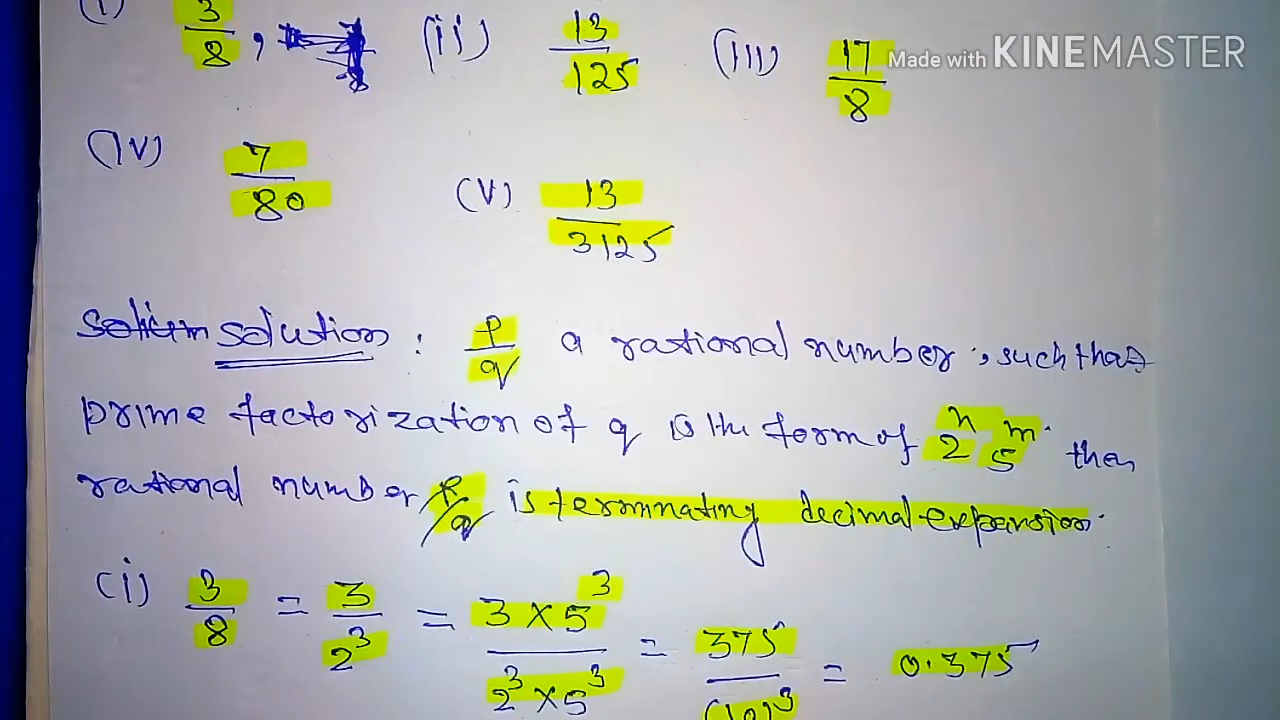 (i) 3/8, (ii) 13/125 (iii) 17/8
Made with KINEMASTER
(iv) 7/80 (v) 13/3125
solution : p/q a rational number, such that
prime factorization of q is the form of 2^n 5^m. then
rational number p/q is terminating decimal expansion.
(i) 3/8 = 3/2^3 = 3×5^3/2^3×5^3 = 375/(10)^3 = 0.375